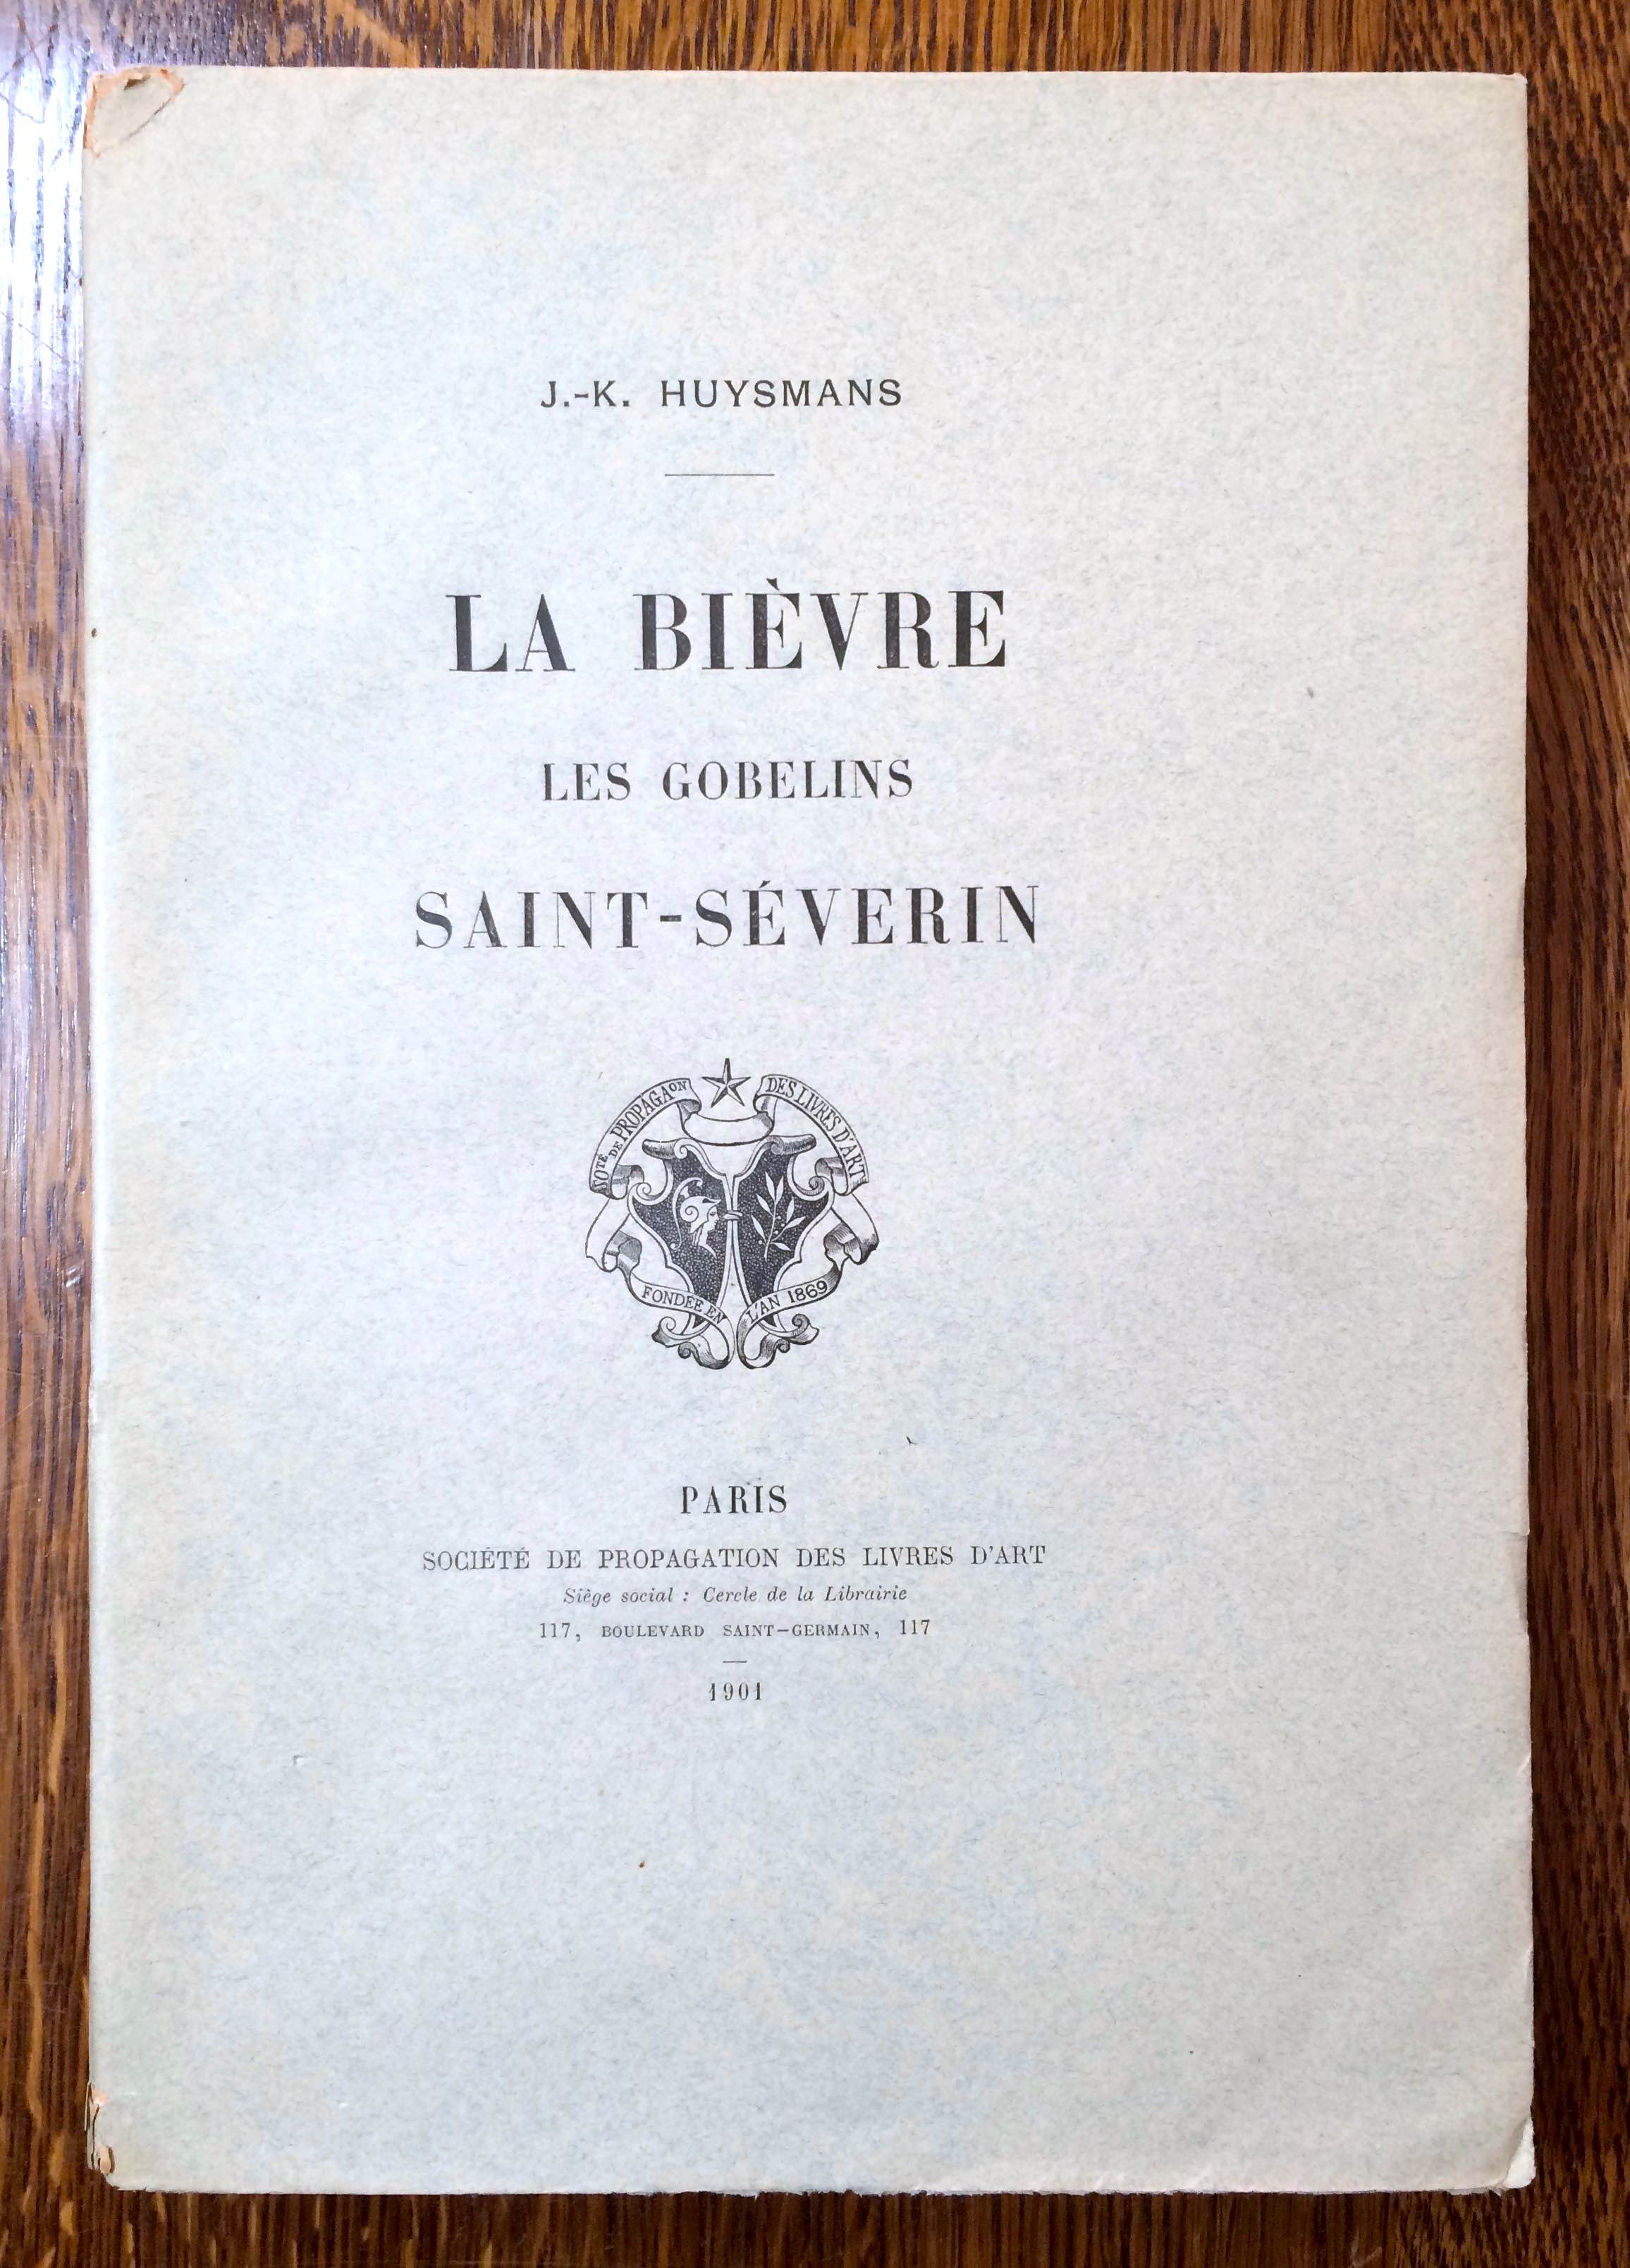 J.-K. HUYSMANS
LA BIÈVRE
LES GOBELINS
SAINT-SÉVERIN
SOTÉ DE PROPAGAON DES LIVRES D'ART
FONDÉE EN L'AN 1869
PARIS
SOCIÉTÉ DE PROPAGATION DES LIVRES D'ART
Siège social : Cercle de la Librairie
117, BOULEVARD SAINT-GERMAIN, 117
1901